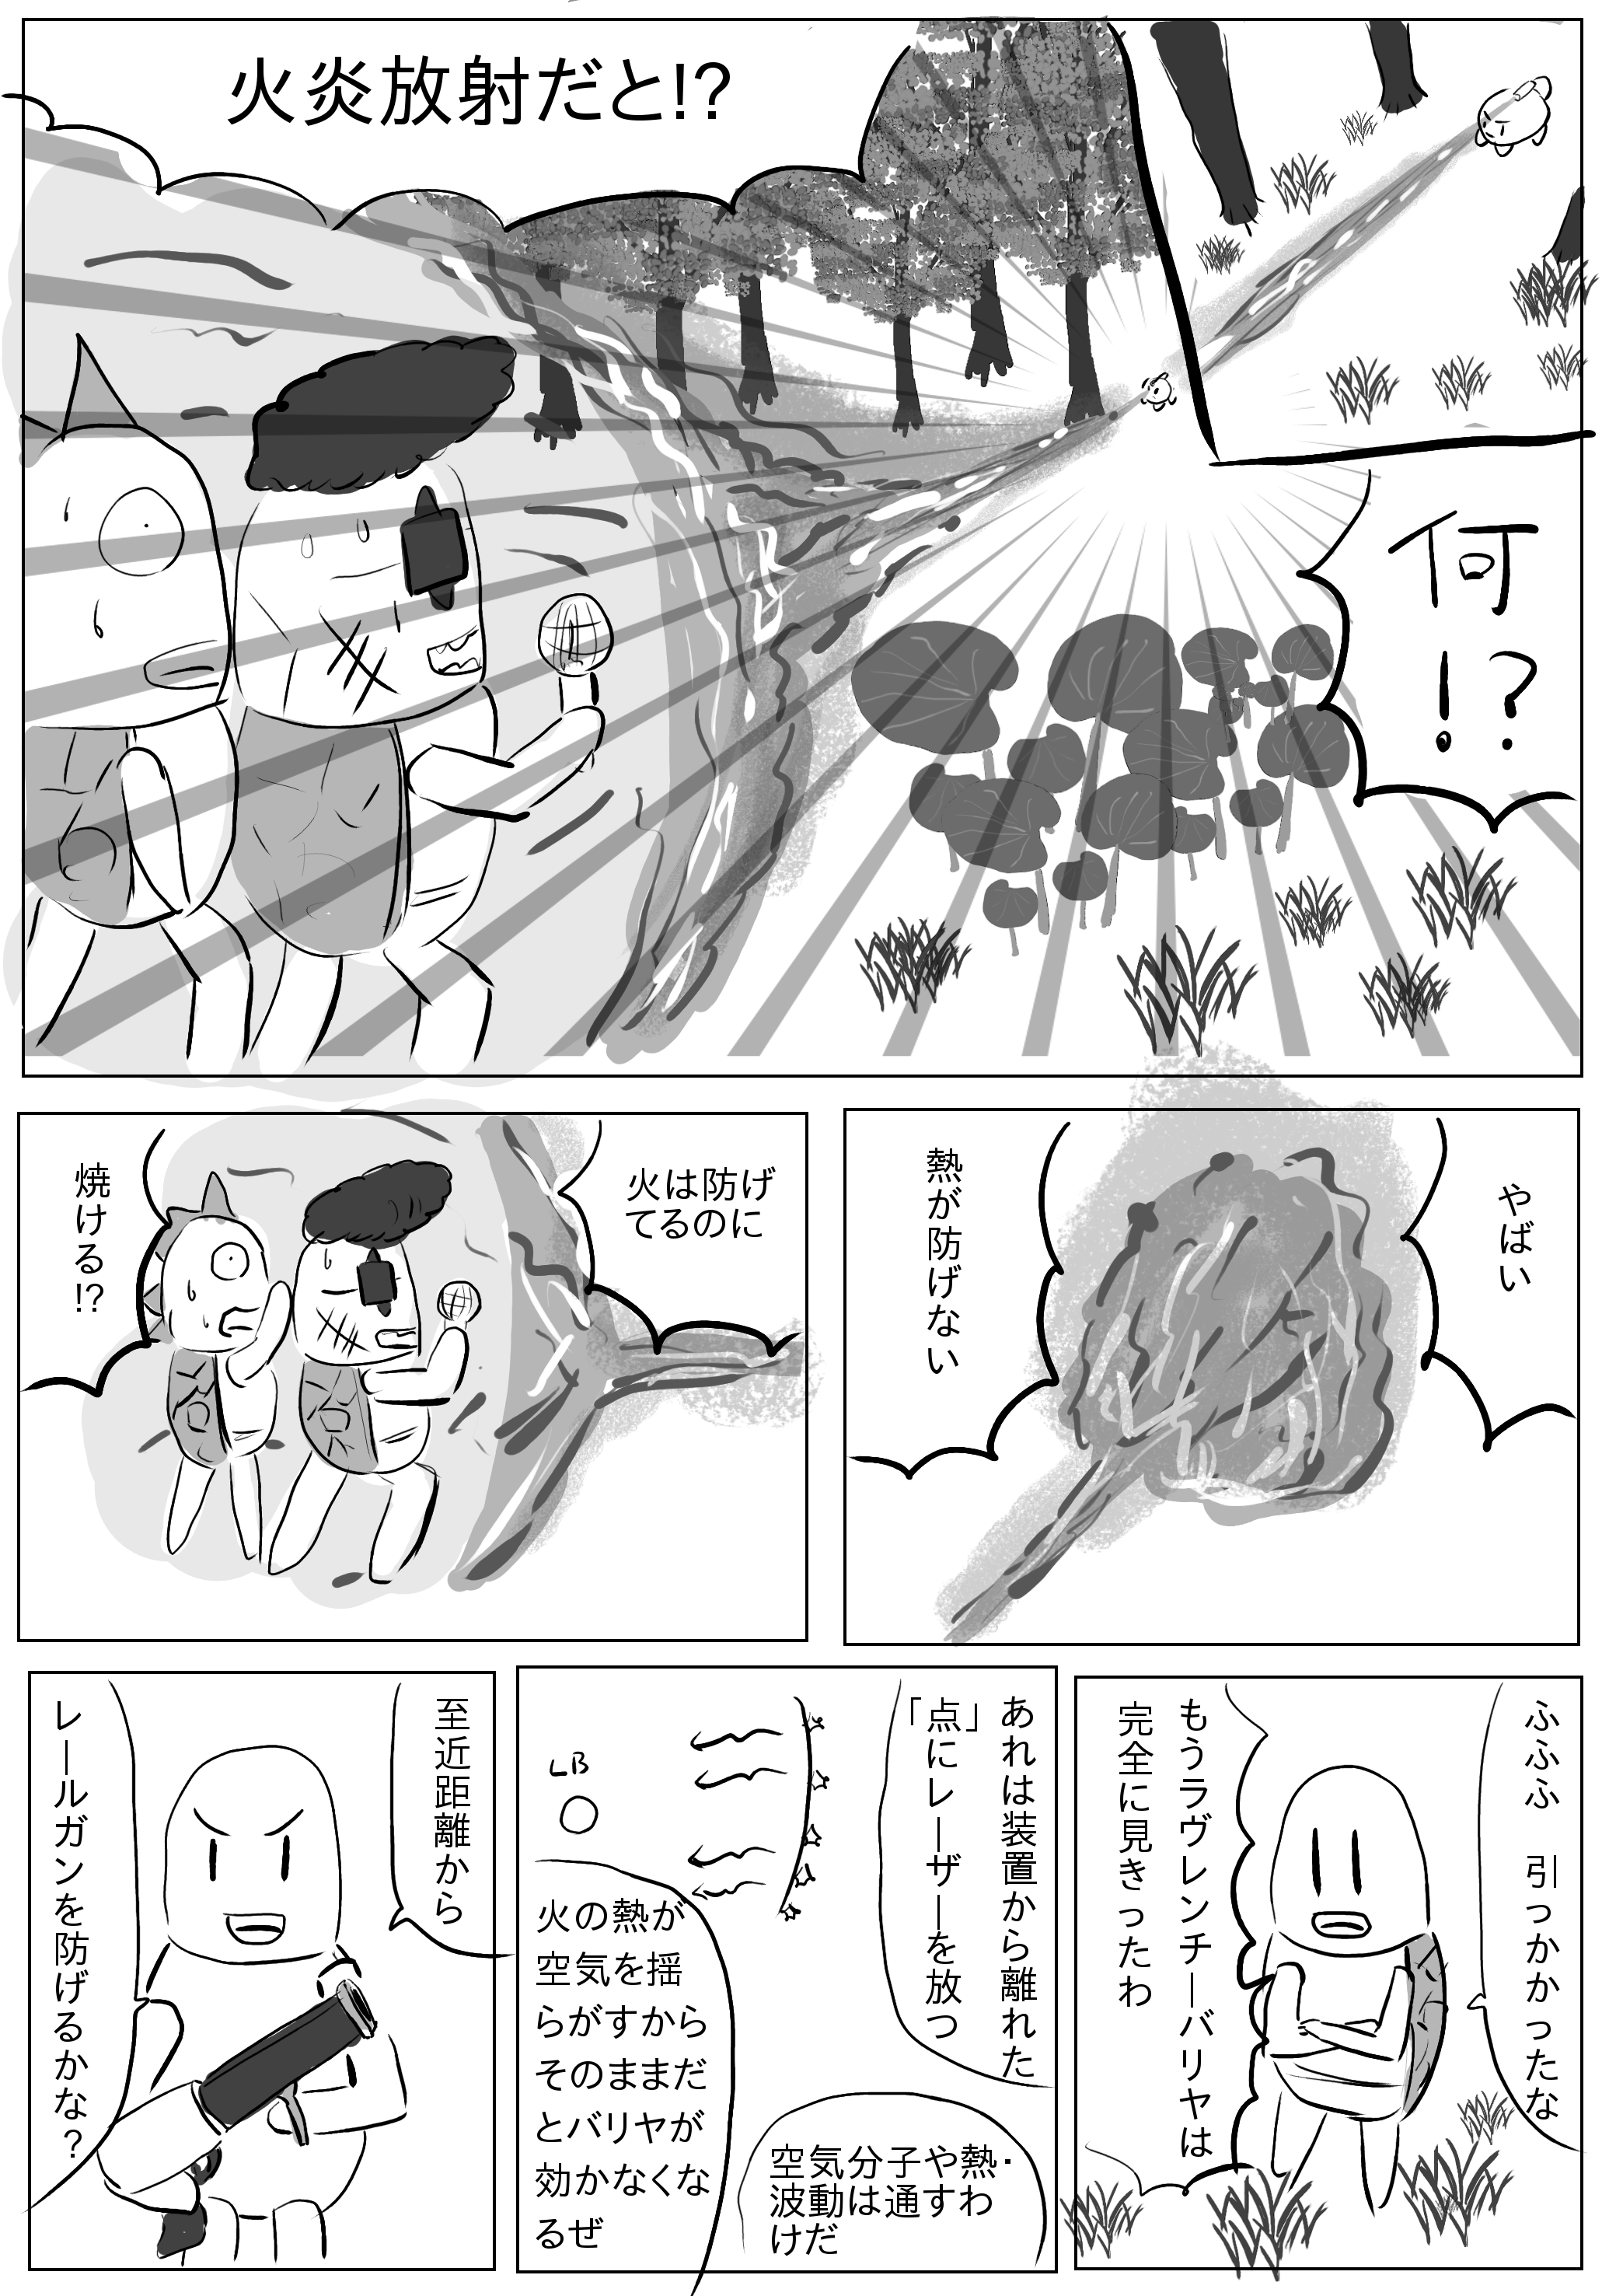 何
!?
火炎放射だと!?
やばい
熱が防げない
火は防げ
てるのに
焼ける!?
ふふふ 引っかかったな
もうラヴレンチーバリヤは
完全に見きったわ
あれは装置から離れた
「点」にレーザーを放つ
空気分子や熱・
波動は通すわ
けだ
LB
火の熱が
空気を揺
らがすから
そのままだ
とバリヤが
効かなくな
るぜ
至近距離から
レールガンを防げるかな?